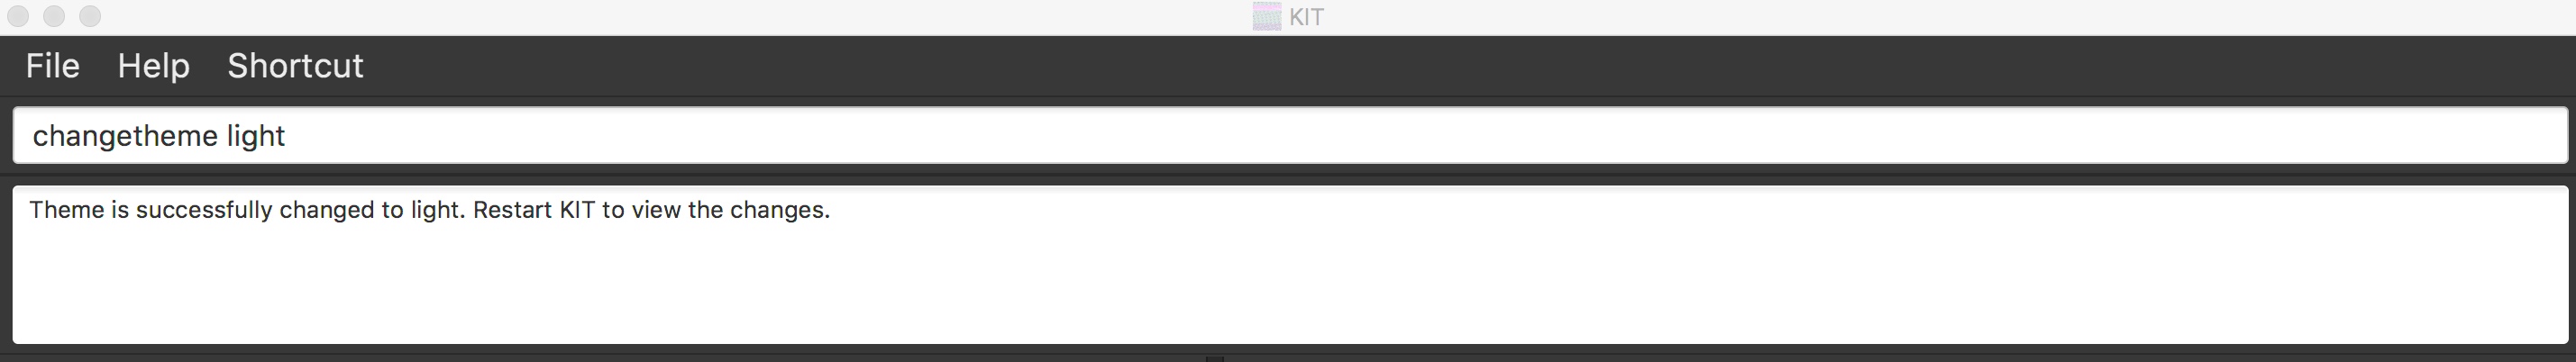 KIT
File Help Shortcut
changetheme light
Theme is successfully changed to light. Restart KIT to view the changes.